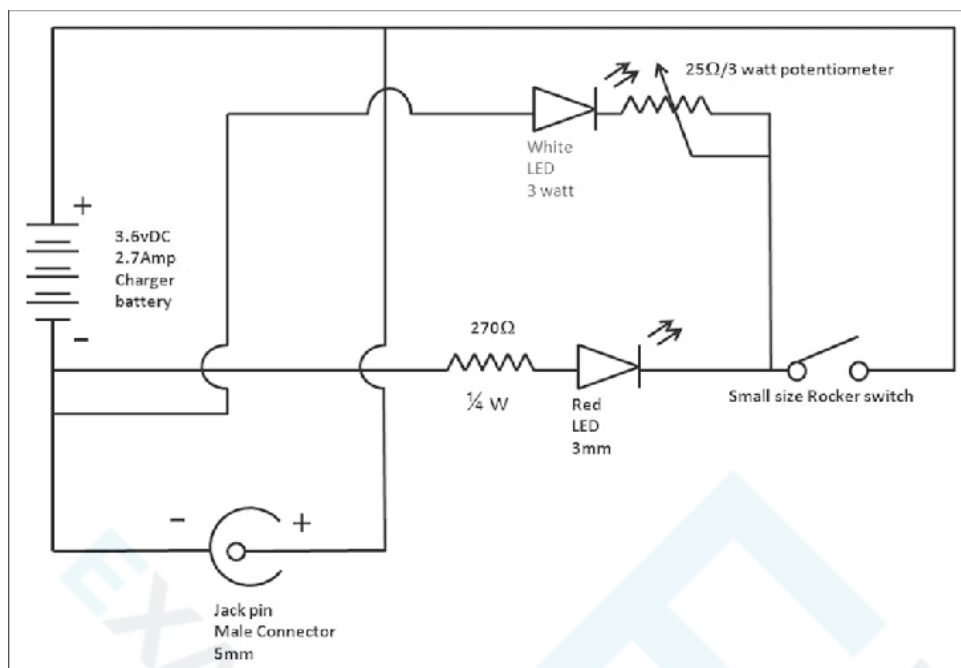 25Ω/3 watt potentiometer
White
LED
3 watt
+
3.6vDC
2.7Amp
Charger
battery
-
270Ω
¼ W
Red
LED
3mm
Small size Rocker switch
- +
Jack pin
Male Connector
5mm